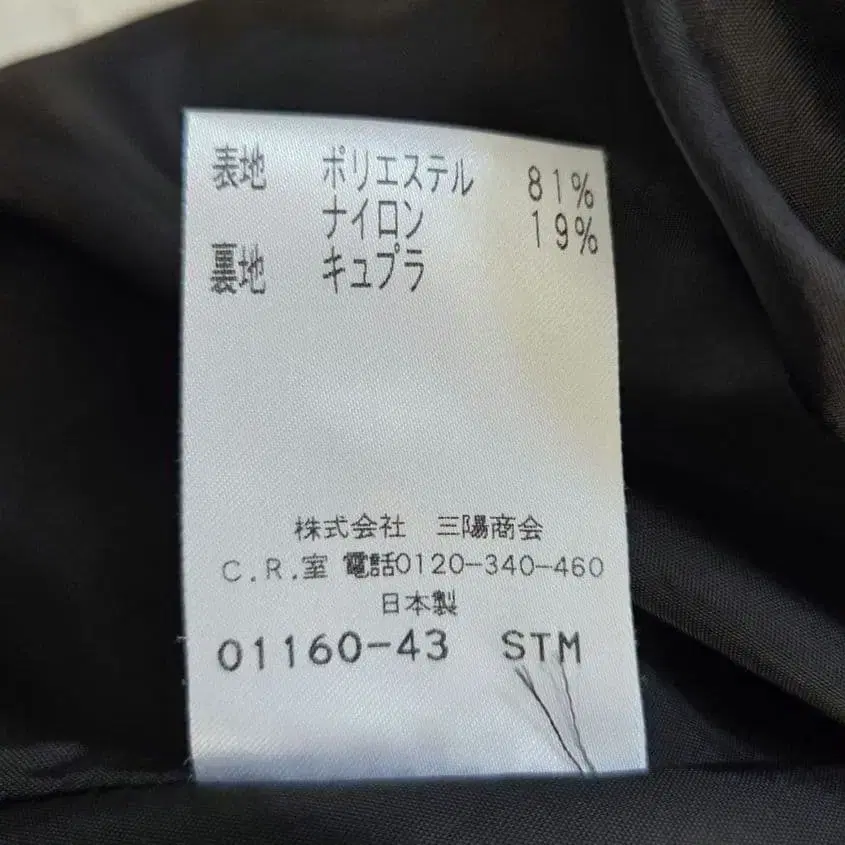 表地 ポリエステル 81%
ナイロン 19%
裏地 キュプラ
株式会社 三陽商会
C.R.室 電話0120-340-460
日本製
01160-43 STM